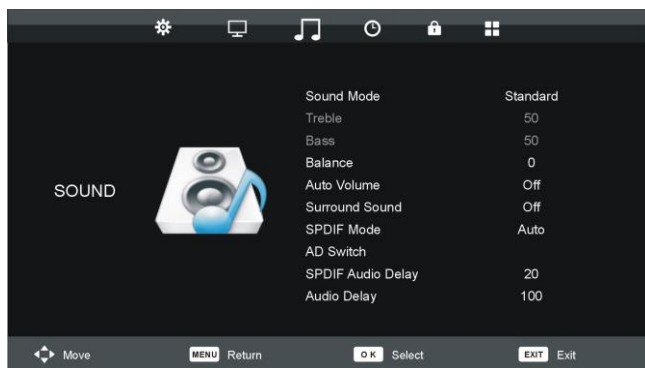 SOUND
Sound Mode Standard
Treble 50
Bass 50
Balance 0
Auto Volume Off
Surround Sound Off
SPDIF Mode Auto
AD Switch
SPDIF Audio Delay 20
Audio Delay 100
Move MENU Return OK Select EXIT Exit